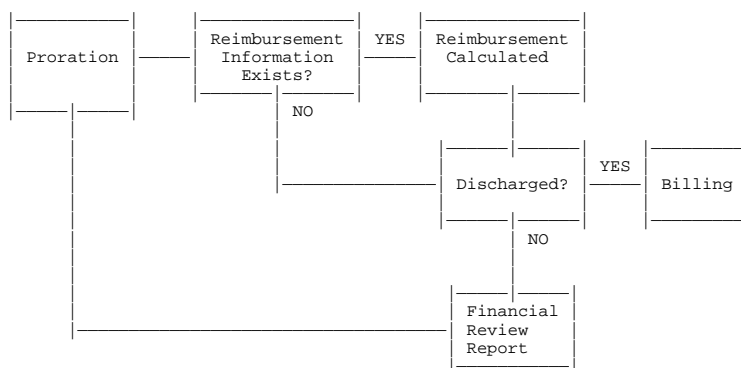 Proration
Reimbursement
Information
Exists?
YES
Reimbursement
Calculated
NO
Discharged?
YES
Billing
NO
Financial
Review
Report